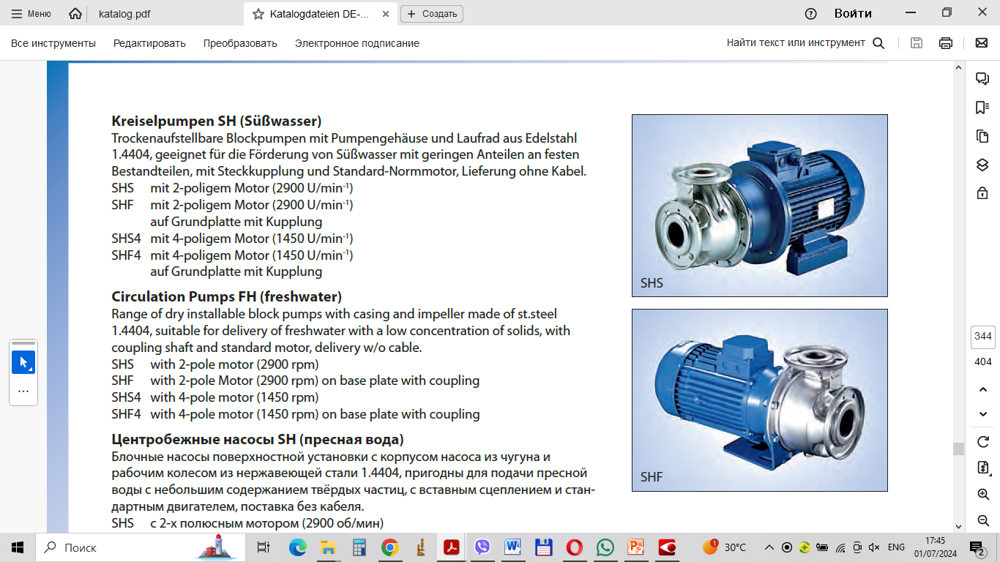 Меню
katalog.pdf
Katalogdateien DE-...
Создать
Войти
Все инструменты
Редактировать
Преобразовать
Электронное подписание
Найти текст или инструмент
Kreiselpumpen SH (Süßwasser)
Trockenaufstellbare Blockpumpen mit Pumpengehäuse und Laufrad aus Edelstahl
1.4404, geeignet für die Förderung von Süßwasser mit geringen Anteilen an festen
Bestandteilen, mit Steckkupplung und Standard-Normmotor, Lieferung ohne Kabel.
SHS mit 2-poligem Motor (2900 U/min⁻¹)
SHF mit 2-poligem Motor (2900 U/min⁻¹)
auf Grundplatte mit Kupplung
SHS4 mit 4-poligem Motor (1450 U/min⁻¹)
SHF4 mit 4-poligem Motor (1450 U/min⁻¹)
auf Grundplatte mit Kupplung
Circulation Pumps FH (freshwater)
Range of dry installable block pumps with casing and impeller made of st.steel
1.4404, suitable for delivery of freshwater with a low concentration of solids, with
coupling shaft and standard motor, delivery w/o cable.
SHS with 2-pole motor (2900 rpm)
SHF with 2-pole Motor (2900 rpm) on base plate with coupling
SHS4 with 4-pole motor (1450 rpm)
SHF4 with 4-pole motor (1450 rpm) on base plate with coupling
Центробежные насосы SH (пресная вода)
Блочные насосы поверхностной установки с корпусом насоса из чугуна и
рабочим колесом из нержавеющей стали 1.4404, пригодны для подачи пресной
воды с небольшим содержанием твёрдых частиц, с вставным сцеплением и стан-
дартным двигателем, поставка без кабеля.
SHS с 2-х полюсным мотором (2900 об/мин)
SHS
SHF
344
404
Поиск
1
30°C
ENG
17:45
01/07/2024
2